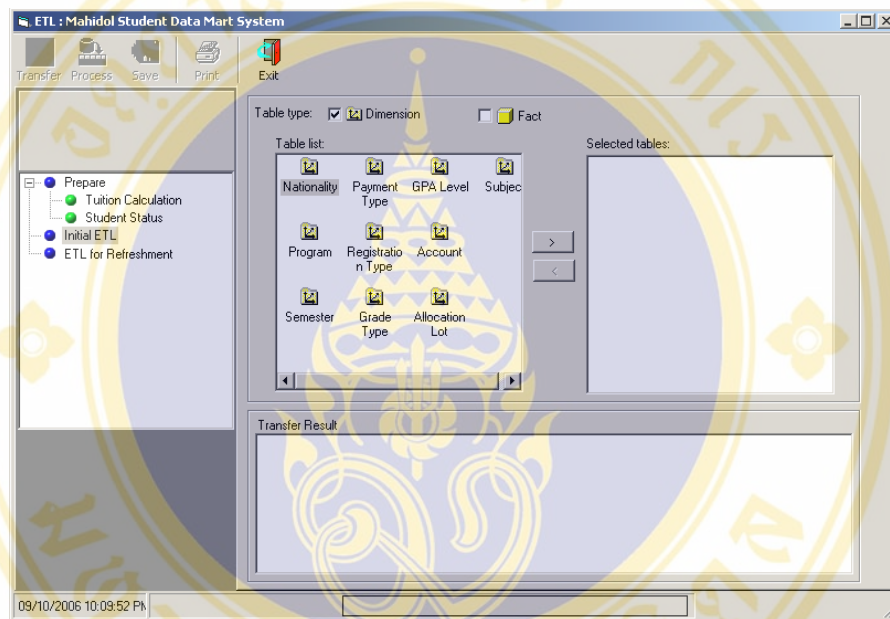 ETL : Mahidol Student Data Mart System
Transfer Process Save Print Exit
Prepare
Tuition Calculation
Student Status
Initial ETL
ETL for Refreshment
Table type: Dimension Fact
Table list:
Nationality Payment Type GPA Level Subjec
Program Registratio n Type Account
Semester Grade Type Allocation Lot
>
<
Selected tables:
Transfer Result
09/10/2006 10:09:52 PM